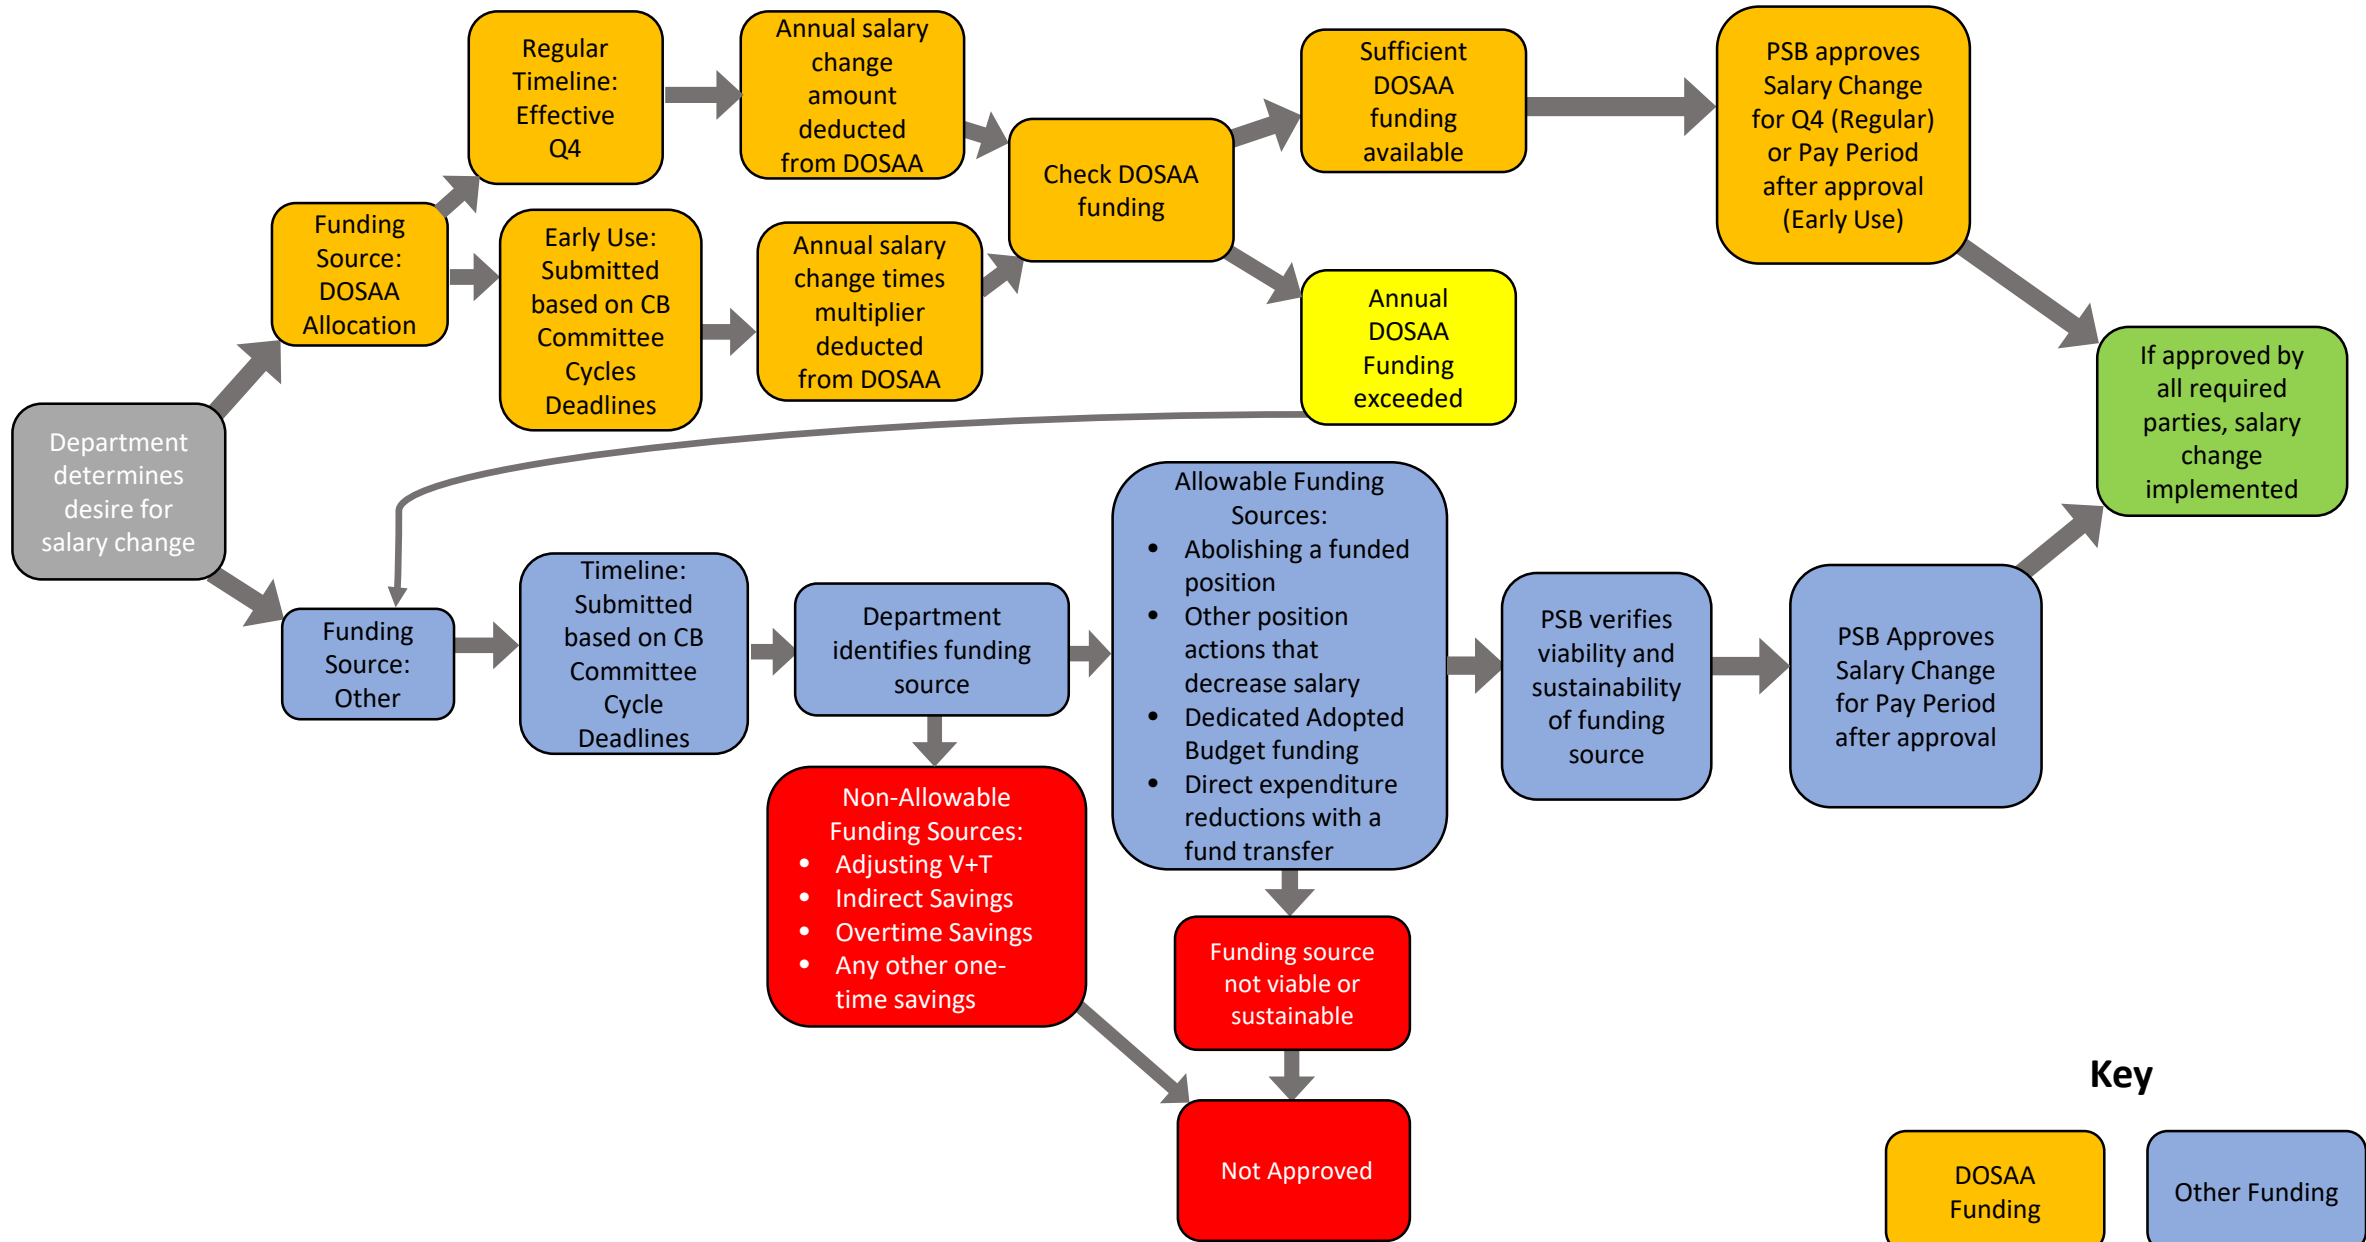 Regular
Timeline:
Effective
Q4
Annual salary
change
amount
deducted
from DOSAA
Sufficient
DOSAA
funding
available
PSB approves
Salary Change
for Q4 (Regular)
or Pay Period
after approval
(Early Use)
Check DOSAA
funding
Funding
Source:
DOSAA
Allocation
Early Use:
Submitted
based on CB
Committee
Cycles
Deadlines
Annual salary
change times
multiplier
deducted
from DOSAA
Annual
DOSAA
Funding
exceeded
If approved by
all required
parties, salary
change
implemented
Department
determines
desire for
salary change
Funding
Source:
Other
Timeline:
Submitted
based on CB
Committee
Cycle
Deadlines
Department
identifies funding
source
Allowable Funding
Sources:
• Abolishing a funded
position
• Other position
actions that
decrease salary
• Dedicated Adopted
Budget funding
• Direct expenditure
reductions with a
fund transfer
PSB verifies
viability and
sustainability
of funding
source
PSB Approves
Salary Change
for Pay Period
after approval
Non-Allowable
Funding Sources:
• Adjusting V+T
• Indirect Savings
• Overtime Savings
• Any other one-
time savings
Funding source
not viable or
sustainable
Not Approved
Key
DOSAA
Funding
Other Funding